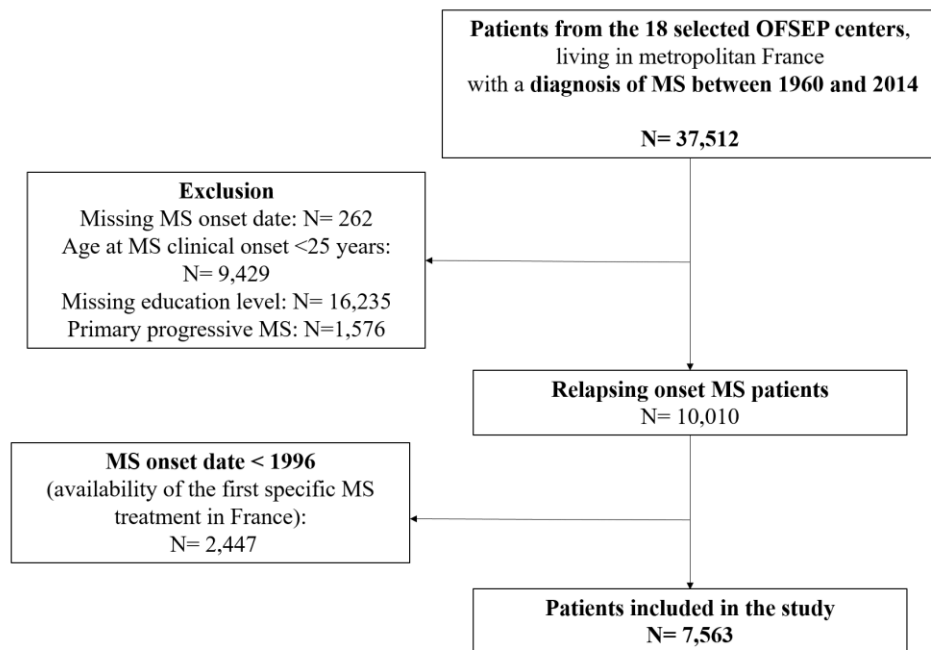 Patients from the 18 selected OFSEP centers,
living in metropolitan France
with a diagnosis of MS between 1960 and 2014
N= 37,512
Exclusion
Missing MS onset date: N= 262
Age at MS clinical onset <25 years:
N= 9,429
Missing education level: N= 16,235
Primary progressive MS: N=1,576
Relapsing onset MS patients
N= 10,010
MS onset date < 1996
(availability of the first specific MS
treatment in France):
N= 2,447
Patients included in the study
N= 7,563